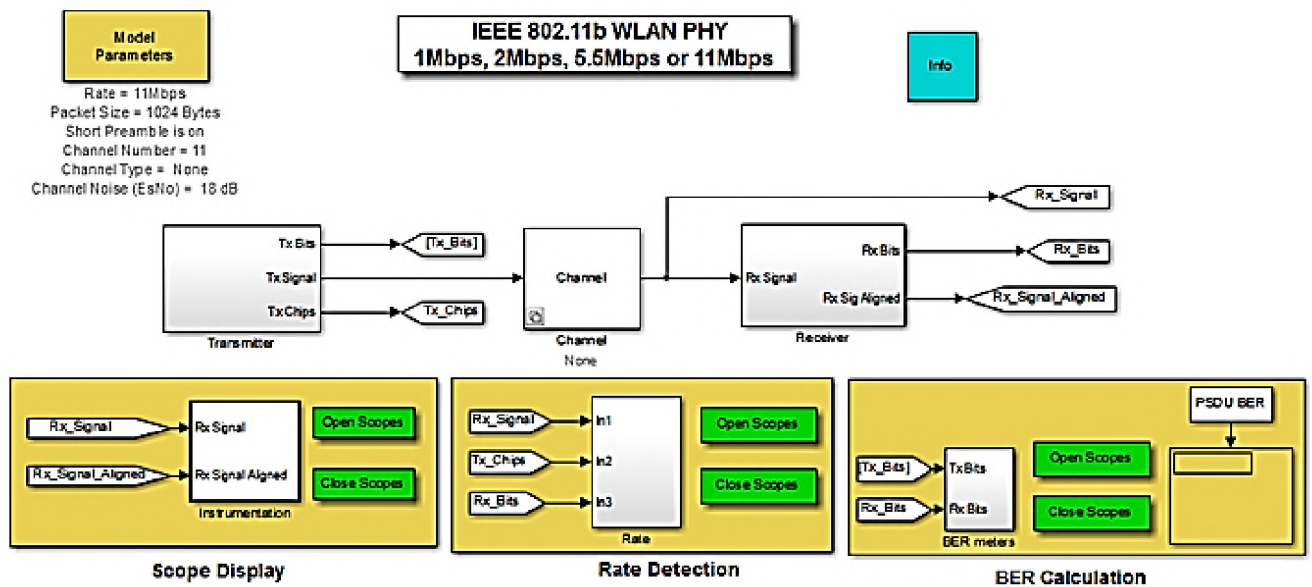 Model
Parameters
IEEE 802.11b WLAN PHY
1Mbps, 2Mbps, 5.5Mbps or 11Mbps
Info
Rate = 11Mbps
Packet Size = 1024 Bytes
Short Preamble is on
Channel Number = 11
Channel Type = None
Channel Noise (EsNo) = 18 dB
Tx Bits
Tx Signal
Tx Chips
Transmitter
[Tx_Bits]
Tx_Chips
Channel
Channel
None
Rx Signal
Rx Bits
Rx Sig Aligned
Receiver
Rx_Signal
Rx_Bits
Rx_Signal_Aligned
Rx_Signal
Rx_Signal_Aligned
Rx Signal
Rx Signal Aligned
Instrumentation
Open Scopes
Close Scopes
Scope Display
Rx_Signal
Tx_Chips
Rx_Bits
In1
In2
In3
Rate
Open Scopes
Close Scopes
Rate Detection
[Tx_Bits]
Rx_Bits
Tx Bits
Rx Bits
BER meters
Open Scopes
Close Scopes
PSDU BER
BER Calculation